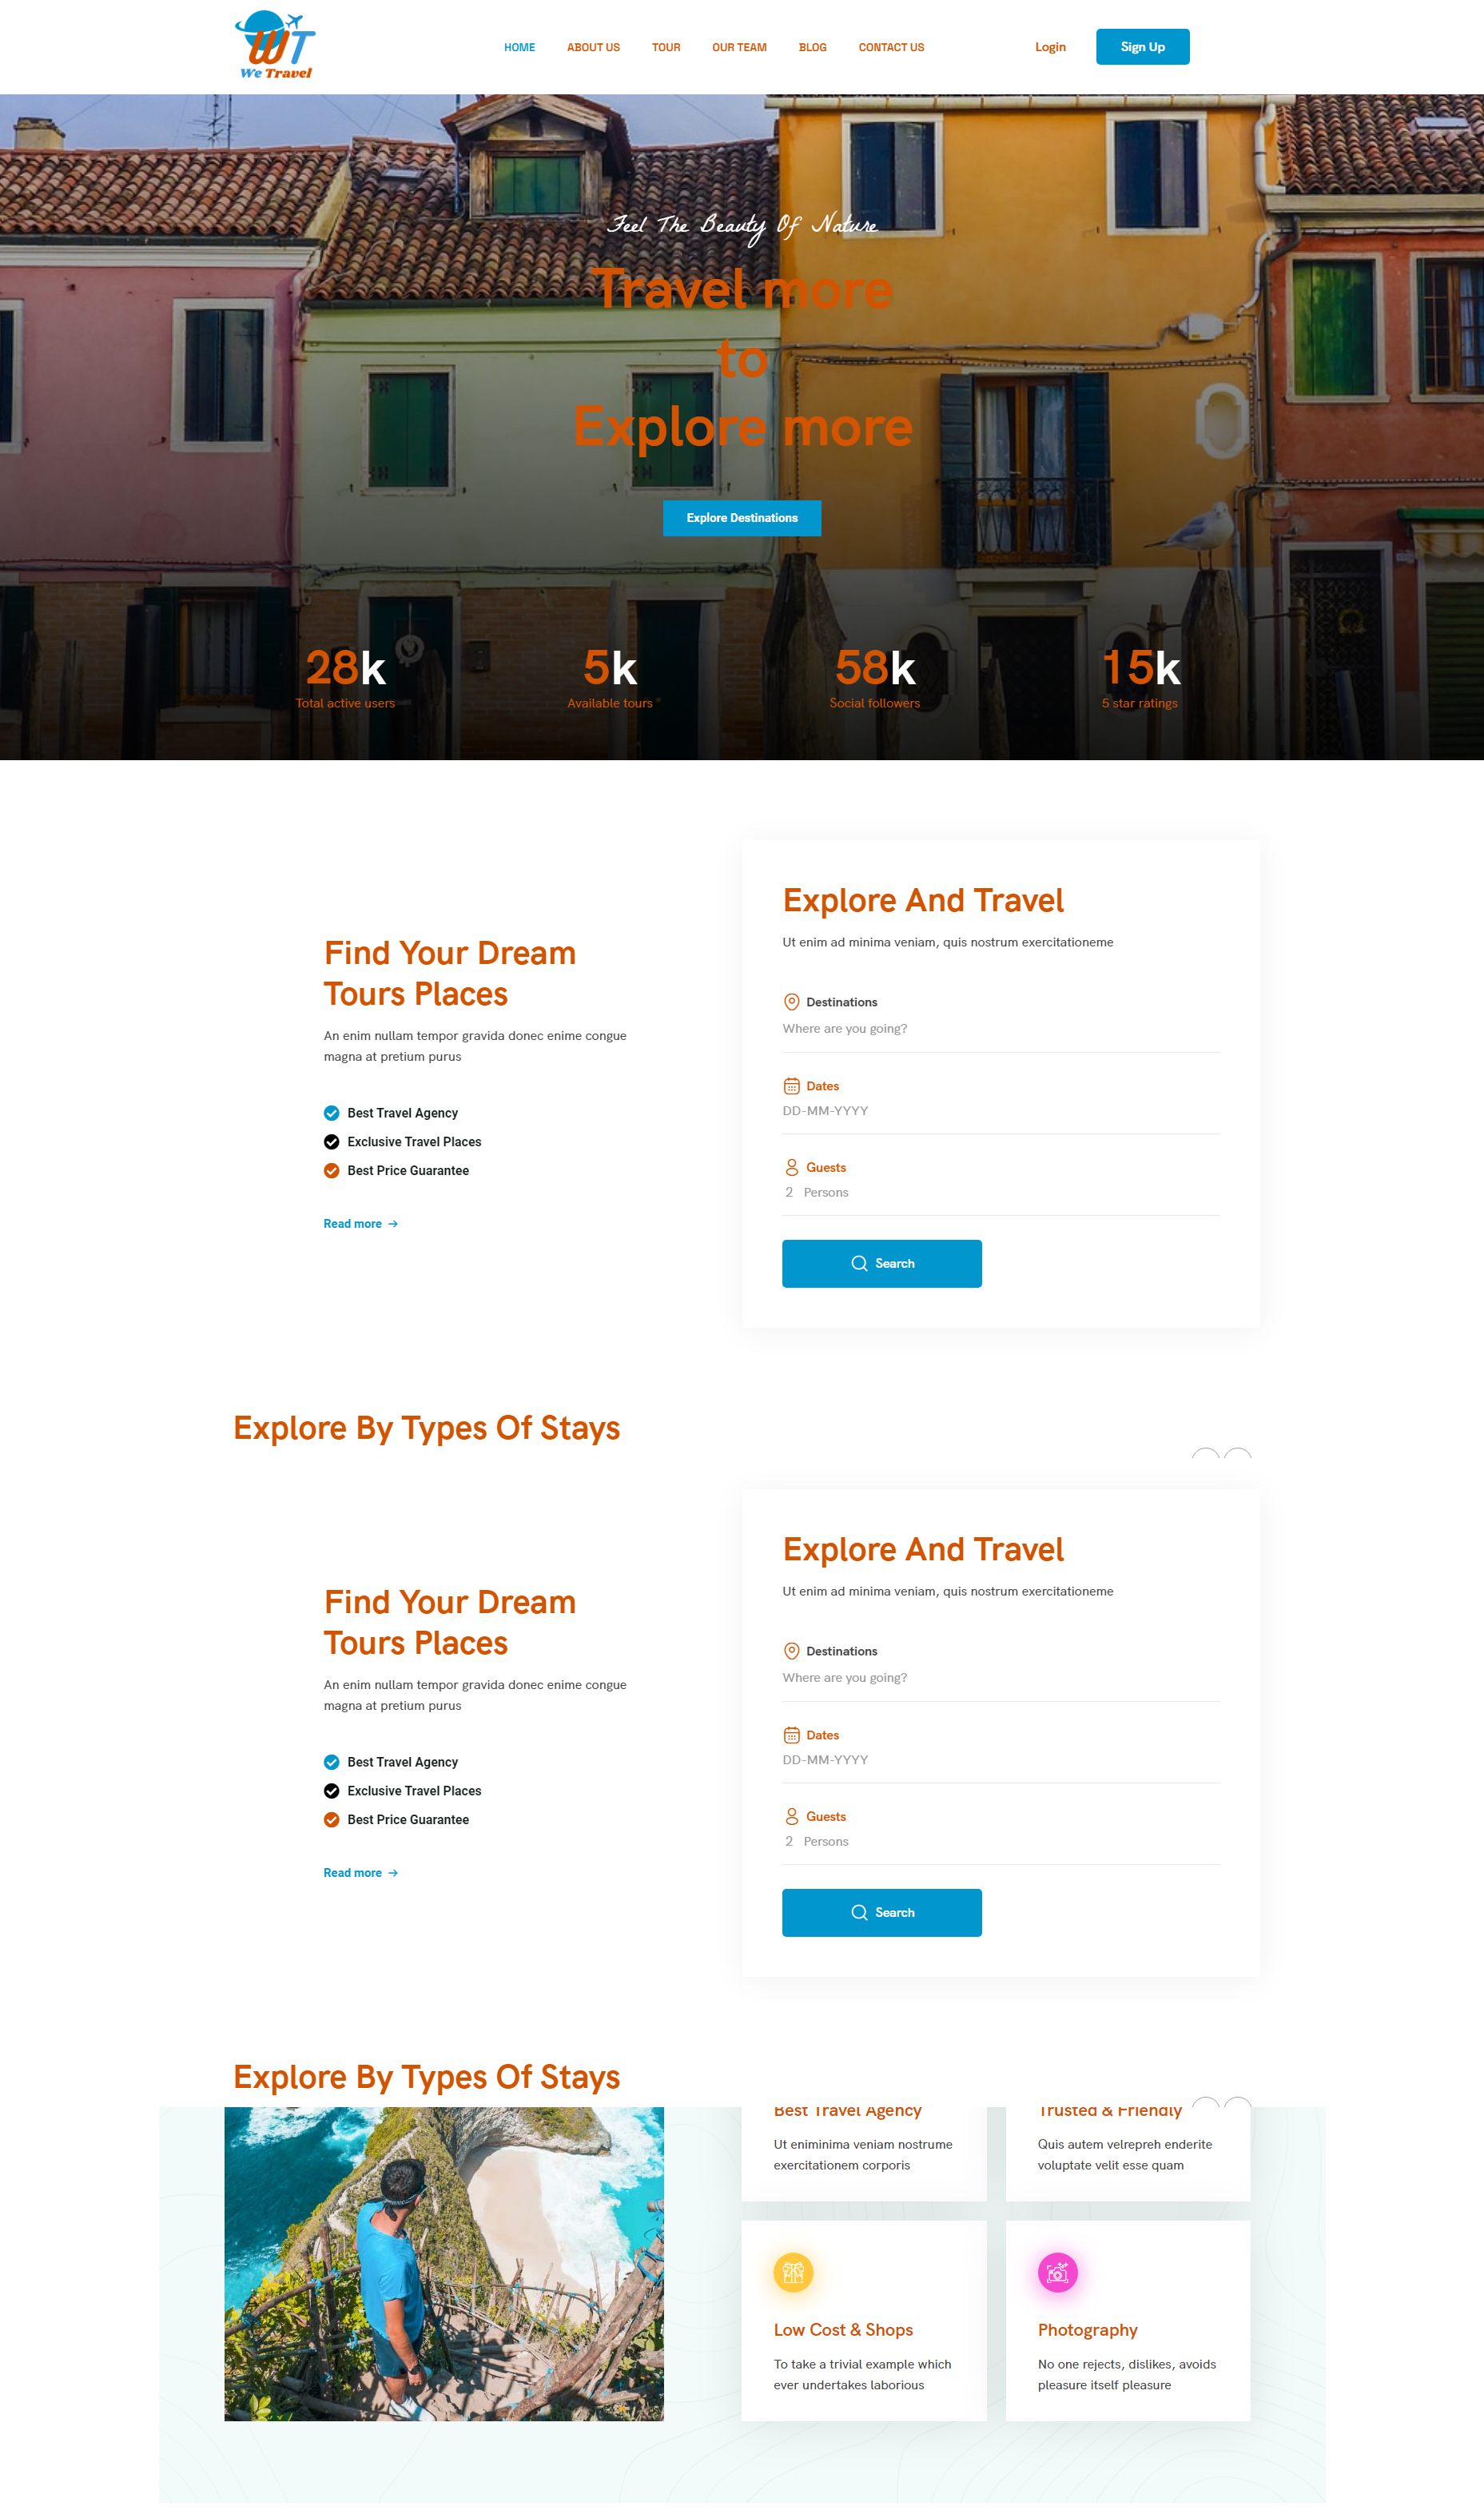 WT
We Travel
HOME ABOUT US TOUR OUR TEAM BLOG CONTACT US Login Sign Up
Feel The Beauty Of Nature
Travel more
to
Explore more
Explore Destinations
28k 5k 58k 15k
Total active users Available tours Social followers 5 star ratings
Find Your Dream
Tours Places
An enim nullam tempor gravida donec enime congue
magna at pretium purus
Best Travel Agency
Exclusive Travel Places
Best Price Guarantee
Read more
Explore And Travel
Ut enim ad minima veniam, quis nostrum exercitationeme
Destinations
Where are you going?
Dates
DD-MM-YYYY
Guests
2 Persons
Search
Explore By Types Of Stays
Find Your Dream
Tours Places
An enim nullam tempor gravida donec enime congue
magna at pretium purus
Best Travel Agency
Exclusive Travel Places
Best Price Guarantee
Read more
Explore And Travel
Ut enim ad minima veniam, quis nostrum exercitationeme
Destinations
Where are you going?
Dates
DD-MM-YYYY
Guests
2 Persons
Search
Explore By Types Of Stays
Best Travel Agency
Ut eniminima veniam nostrume
exercitationem corporis
Trusted & Friendly
Quis autem velrepreh enderite
voluptate velit esse quam
Low Cost & Shops
To take a trivial example which
ever undertakes laborious
Photography
No one rejects, dislikes, avoids
pleasure itself pleasure